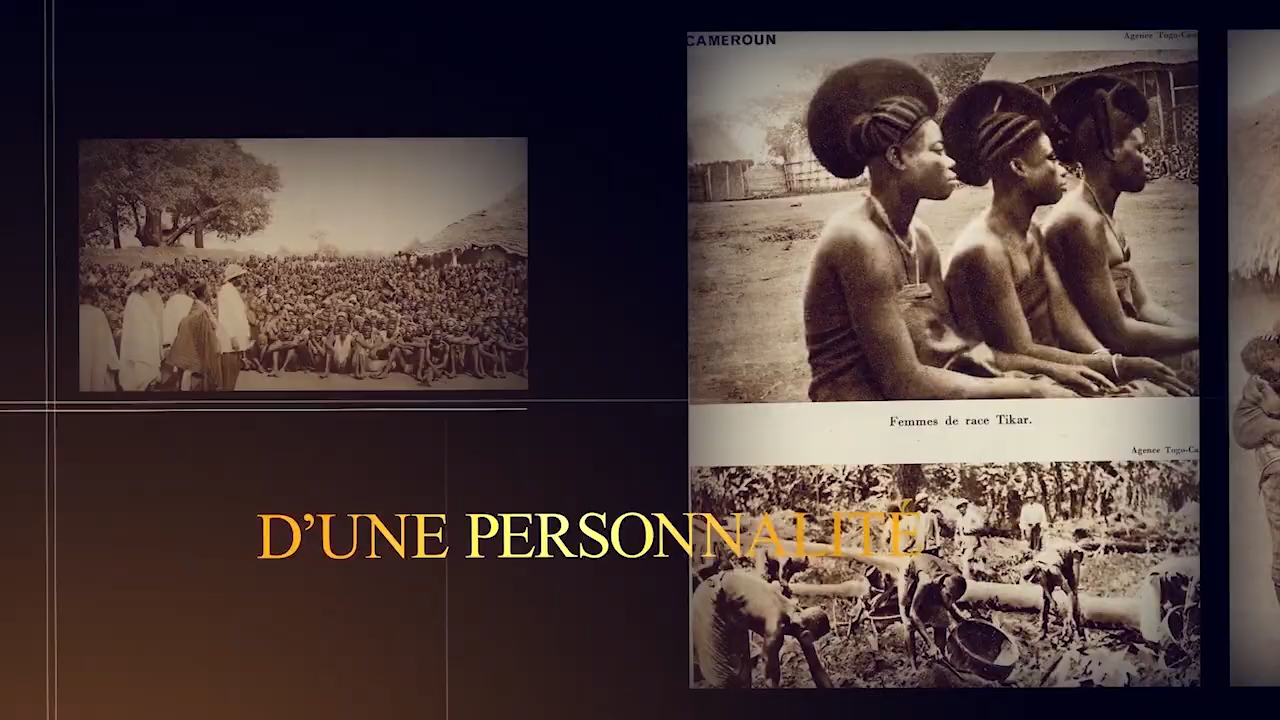 CAMEROUN
Agence Togo-Ca
Femmes de race Tikar.
Agence Togo-Ca
D'UNE PERSONNALITÉ